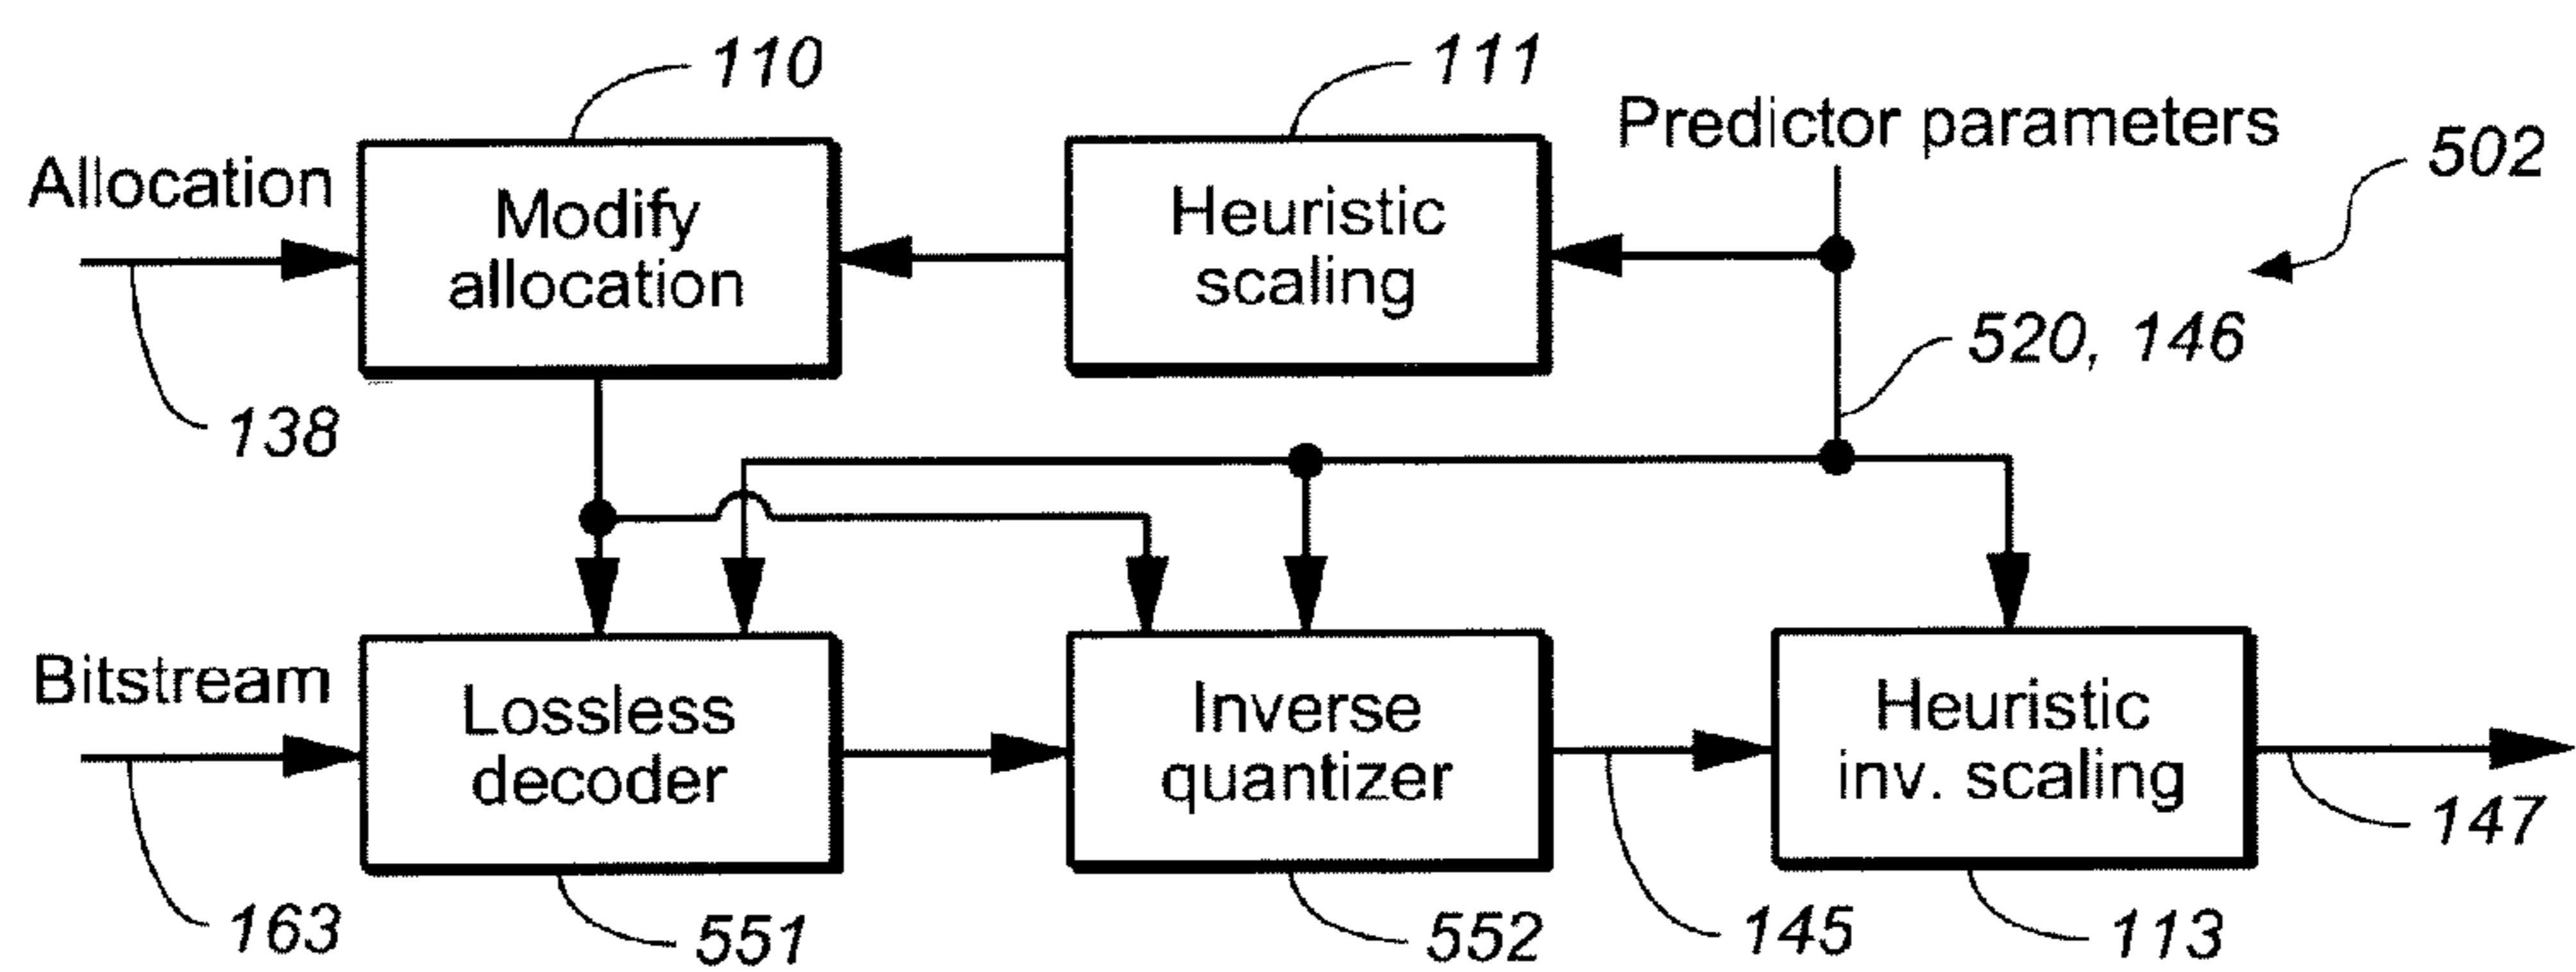 110
111
Predictor parameters
502
Allocation
Modify
allocation
Heuristic
scaling
520, 146
138
Bitstream
Lossless
decoder
Inverse
quantizer
Heuristic
inv. scaling
147
163
551
552
145
113